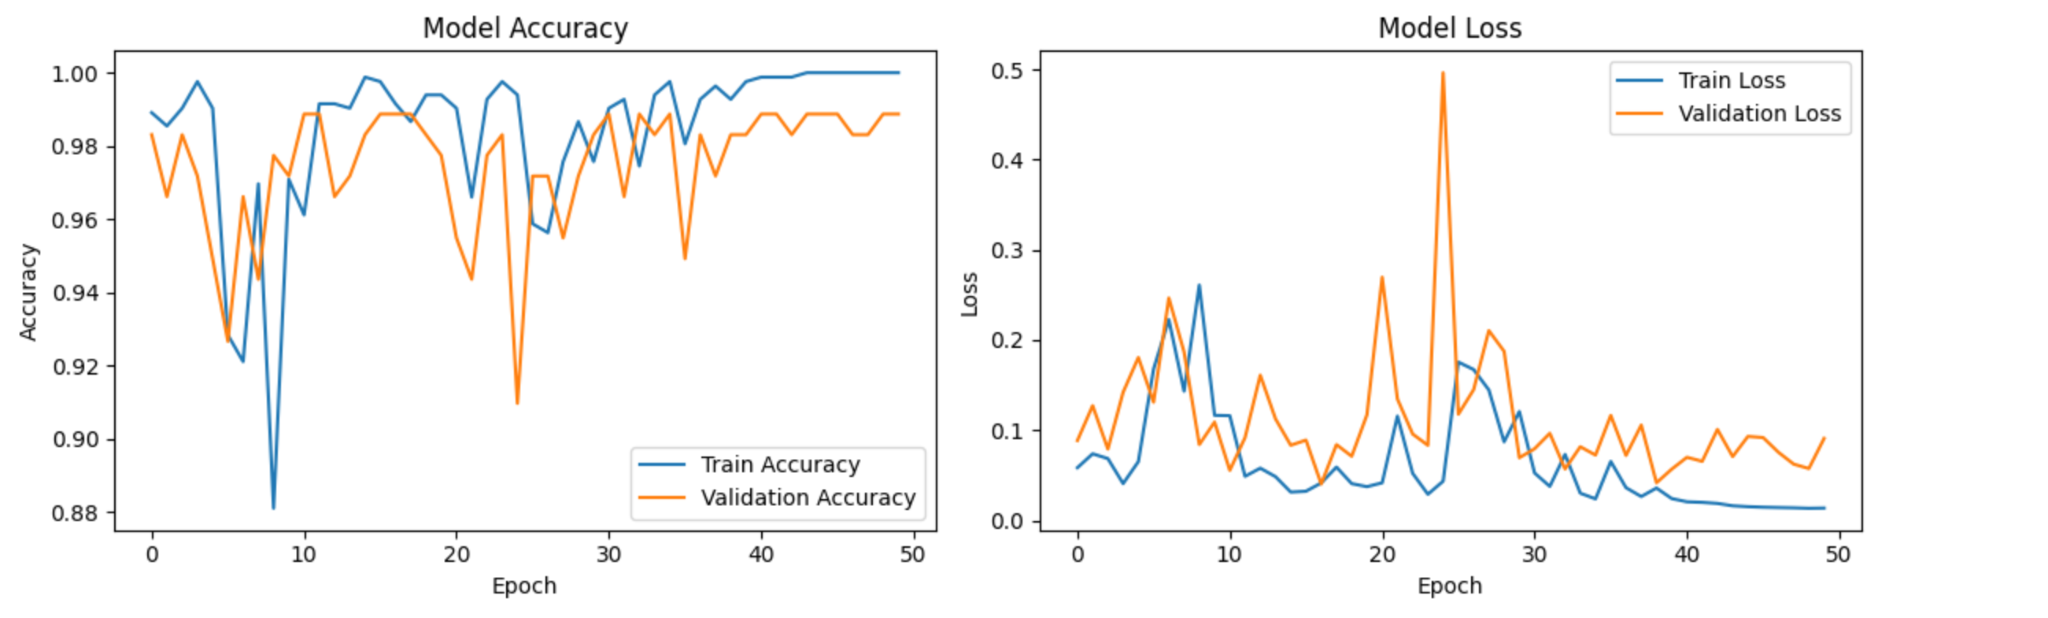 Model Accuracy
1.00
0.98
0.96
0.94
0.92
0.90
0.88
Accuracy
Train Accuracy
Validation Accuracy
0 10 20 30 40 50
Epoch
Model Loss
0.5
0.4
0.3
0.2
0.1
0.0
Loss
Train Loss
Validation Loss
0 10 20 30 40 50
Epoch